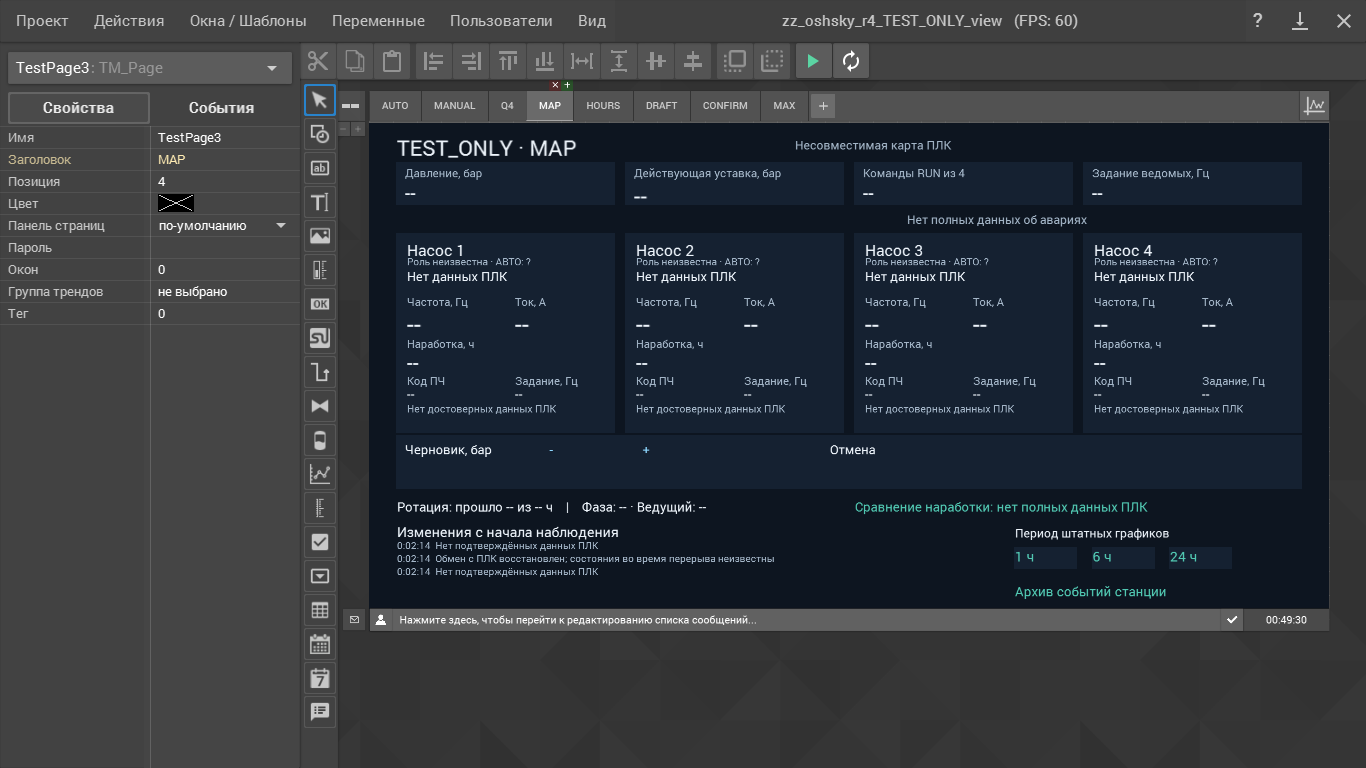 Проект Действия Окна / Шаблоны Переменные Пользователи Вид zz_oshsky_r4_TEST_ONLY_view (FPS: 60) ?
TestPage3 : TM_Page
Свойства События
Имя TestPage3
Заголовок MAP
Позиция 4
Цвет
Панель страниц по-умолчанию
Пароль
Окон 0
Группа трендов не выбрано
Тег 0
AUTO MANUAL Q4 MAP HOURS DRAFT CONFIRM MAX +
TEST_ONLY · MAP Несовместимая карта ПЛК
Давление, бар Действующая уставка, бар Команды RUN из 4 Задание ведомых, Гц
-- -- -- --
Нет полных данных об авариях
Насос 1 Насос 2 Насос 3 Насос 4
Роль неизвестна · АВТО: ? Роль неизвестна · АВТО: ? Роль неизвестна · АВТО: ? Роль неизвестна · АВТО: ?
Нет данных ПЛК Нет данных ПЛК Нет данных ПЛК Нет данных ПЛК
Частота, Гц Ток, А Частота, Гц Ток, А Частота, Гц Ток, А Частота, Гц Ток, А
-- -- -- -- -- -- -- --
Наработка, ч Наработка, ч Наработка, ч Наработка, ч
-- -- -- --
Код ПЧ Задание, Гц Код ПЧ Задание, Гц Код ПЧ Задание, Гц Код ПЧ Задание, Гц
-- -- -- -- -- -- -- --
Нет достоверных данных ПЛК Нет достоверных данных ПЛК Нет достоверных данных ПЛК Нет достоверных данных ПЛК
Черновик, бар - + Отмена
Ротация: прошло -- из -- ч | Фаза: -- · Ведущий: -- Сравнение наработки: нет полных данных ПЛК
Изменения с начала наблюдения Период штатных графиков
0:02:14 Нет подтверждённых данных ПЛК
0:02:14 Обмен с ПЛК восстановлен; состояния во время перерыва неизвестны 1 ч 6 ч 24 ч
0:02:14 Нет подтверждённых данных ПЛК
Архив событий станции
Нажмите здесь, чтобы перейти к редактированию списка сообщений... 00:49:30
ab
T
OK
7